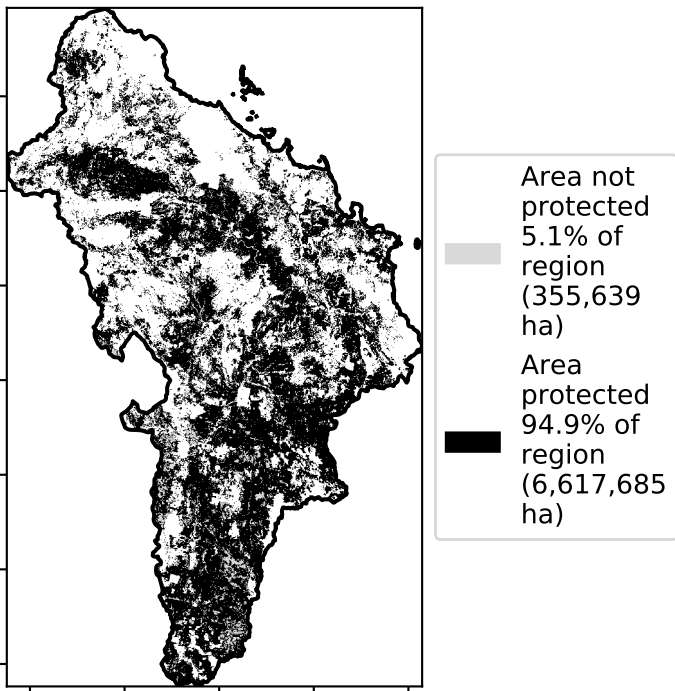 Area not
protected
5.1% of
region
(355,639
ha)
Area
protected
94.9% of
region
(6,617,685
ha)